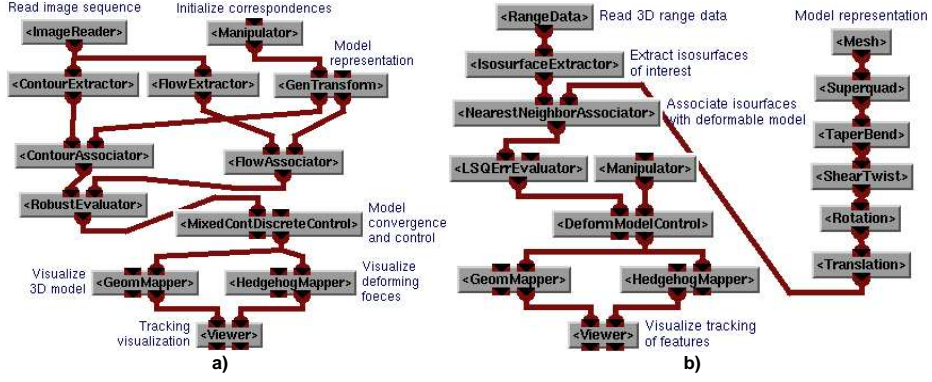 Read image sequence
Initialize correspondences
<ImageReader>
<Manipulator>
Model
representation
<ContourExtractor>
<FlowExtractor>
<GenTransform>
<ContourAssociator>
<FlowAssociator>
<RobustEvaluator>
<MixedContDiscreteControl>
Model
convergence
and control
Visualize
3D model
<GeomMapper>
<HedgehogMapper>
Visualize
deforming
foeces
Tracking
visualization
<Viewer>
a)
<RangeData>
Read 3D range data
<IsosurfaceExtractor>
Extract isosurfaces
of interest
<NearestNeighborAssociator>
Associate isourfaces
with deformable model
<LSQErrEvaluator>
<Manipulator>
<DeformModelControl>
<GeomMapper>
<HedgehogMapper>
<Viewer>
Visualize tracking
of features
Model representation
<Mesh>
<Superquad>
<TaperBend>
<ShearTwist>
<Rotation>
<Translation>
b)